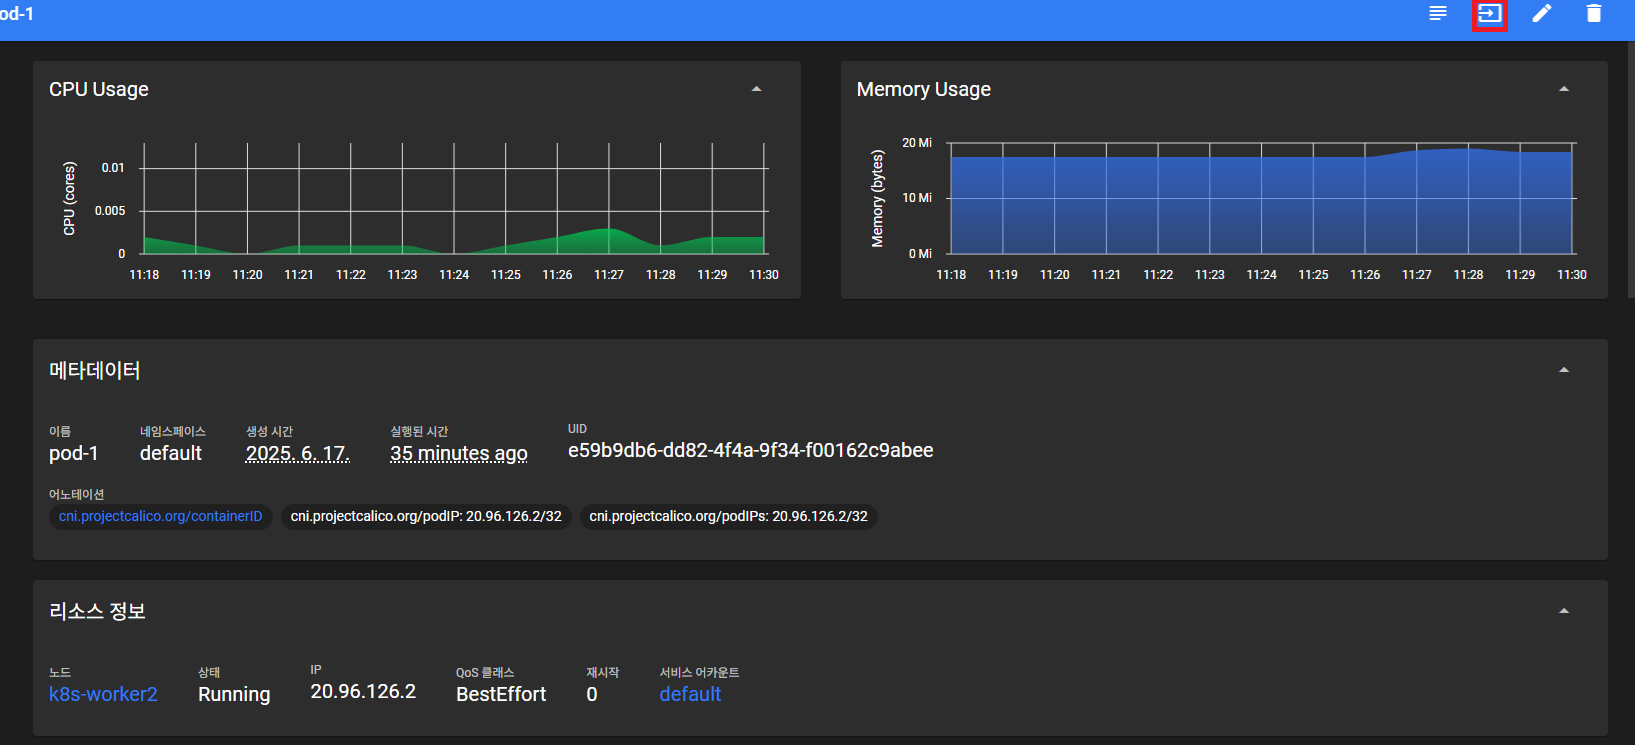 od-1
CPU Usage
CPU (cores)
0.01
0.005
0
11:18 11:19 11:20 11:21 11:22 11:23 11:24 11:25 11:26 11:27 11:28 11:29 11:30
Memory Usage
Memory (bytes)
20 Mi
10 Mi
0 Mi
11:18 11:19 11:20 11:21 11:22 11:23 11:24 11:25 11:26 11:27 11:28 11:29 11:30
메타데이터
이름 네임스페이스 생성 시간 실행된 시간 UID
pod-1 default 2025. 6. 17. 35 minutes ago e59b9db6-dd82-4f4a-9f34-f00162c9abee
어노테이션
cni.projectcalico.org/containerID cni.projectcalico.org/podIP: 20.96.126.2/32 cni.projectcalico.org/podIPs: 20.96.126.2/32
리소스 정보
노드 상태 IP QoS 클래스 재시작 서비스 어카운트
k8s-worker2 Running 20.96.126.2 BestEffort 0 default